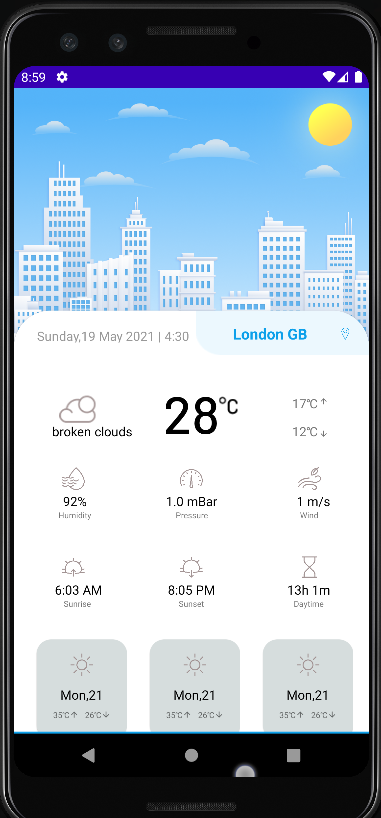 8:59
Sunday,19 May 2021 | 4:30
London GB
28°C
17°C↑
12°C↓
broken clouds
92%
1.0 mBar
1 m/s
Humidity
Pressure
Wind
6:03 AM
8:05 PM
13h 1m
Sunrise
Sunset
Daytime
Mon,21
Mon,21
Mon,21
35°C↑ 26°C↓
35°C↑ 26°C↓
35°C↑ 26°C↓